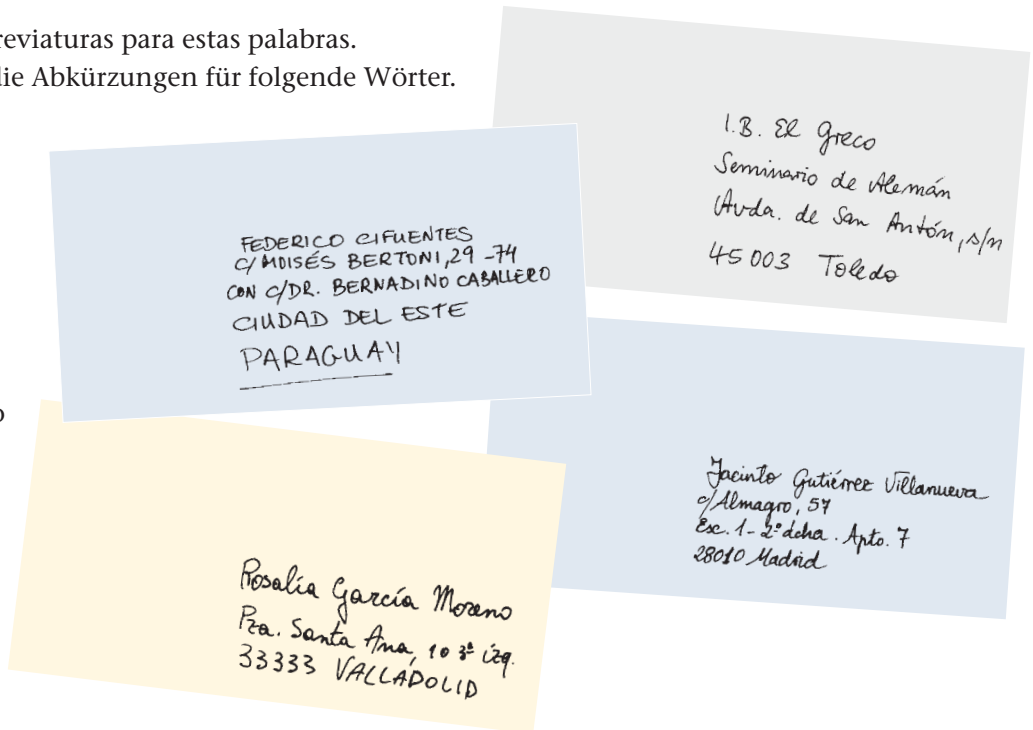 reviaturas para estas palabras.
die Abkürzungen für folgende Wörter.
I.B. El Greco
Seminario de Alemán
Avda. de San Antón, s/n
45003 Toledo
FEDERICO CIFUENTES
C/ MOISÉS BERTONI, 29 - 74
CON C/ DR. BERNADINO CABALLERO
CIUDAD DEL ESTE
PARAGUAY
o
Jacinto Gutiérrez Villanueva
c/ Almagro, 57
Esc. 1 - 2º dcha. Apto. 7
28010 Madrid
Rosalía García Moreno
Pza. Santa Ana, 10 3ª izq.
33333 VALLADOLID